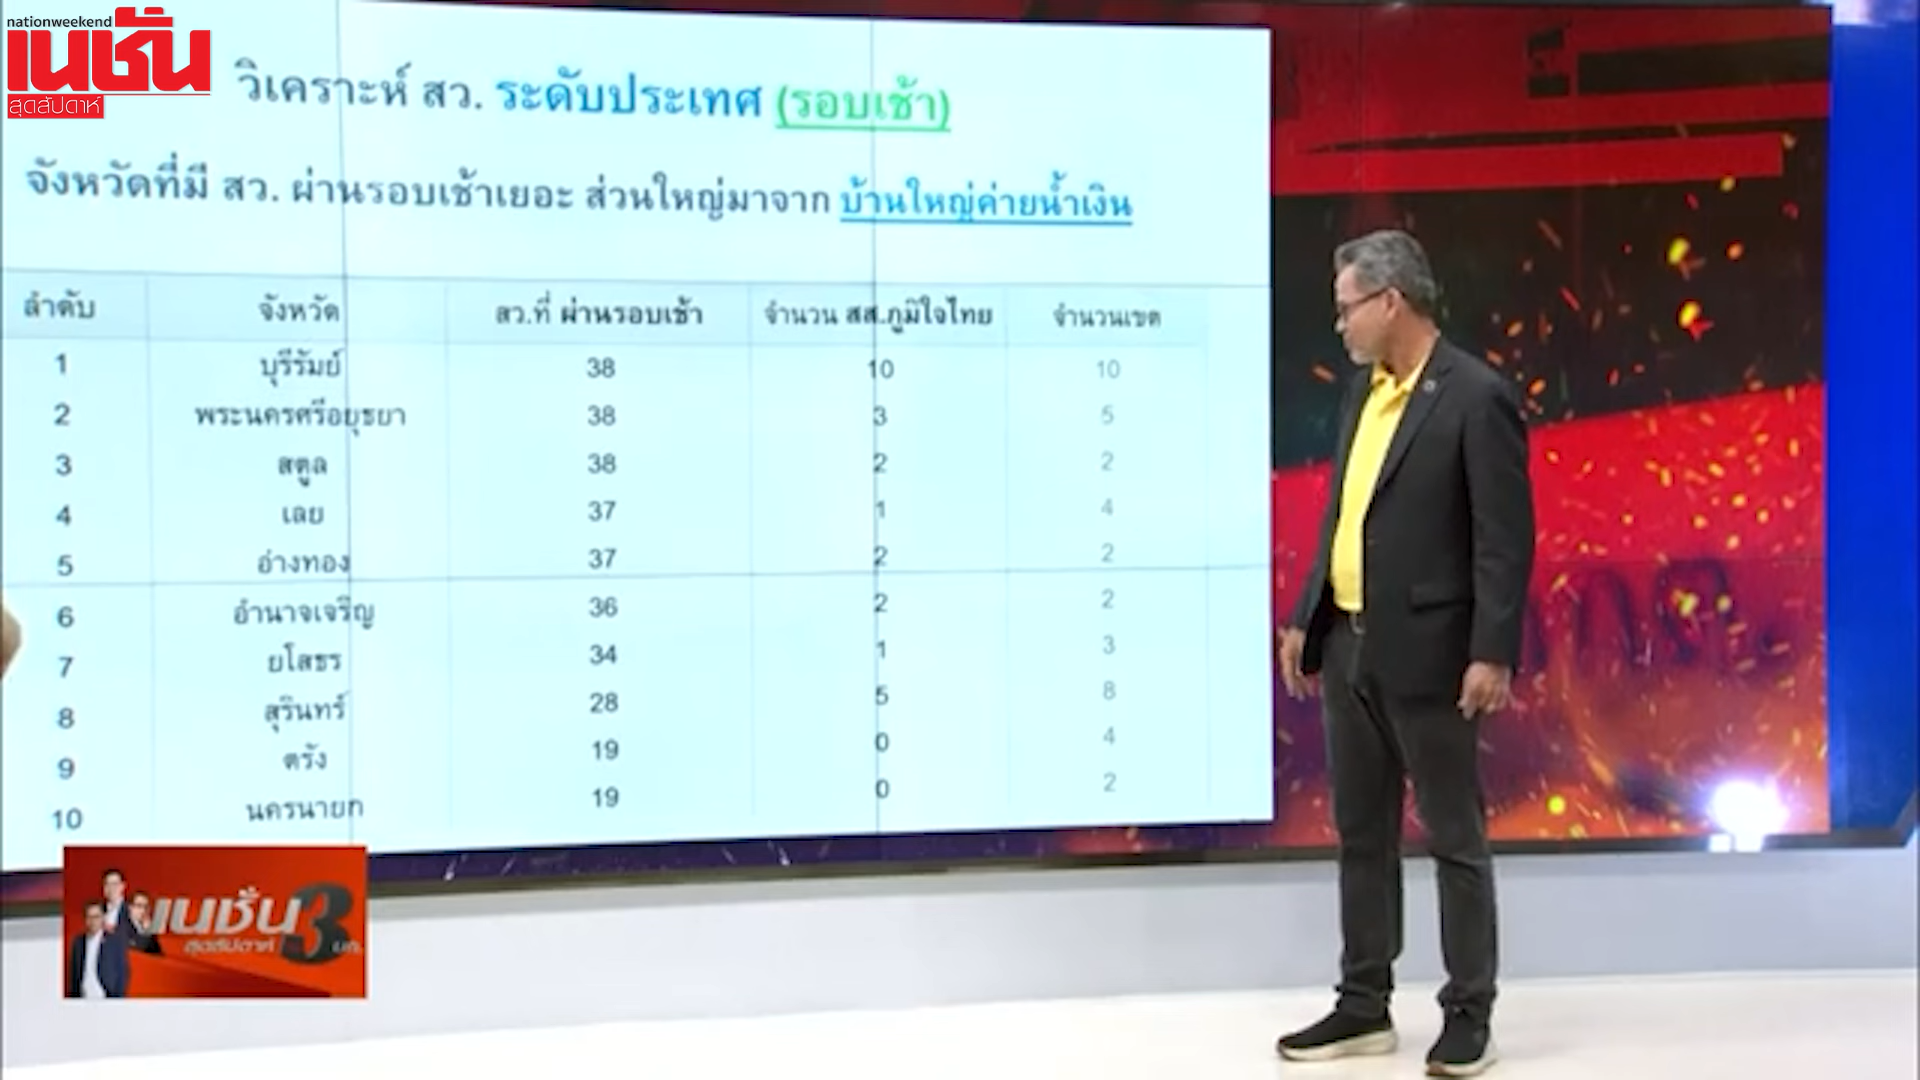 nationweekend
เนชั่น
สุดสัปดาห์
วิเคราะห์ สว. ระดับประเทศ (รอบเช้า)
จังหวัดที่มี สว. ผ่านรอบเช้าเยอะ ส่วนใหญ่มาจาก บ้านใหญ่ค่ายน้ำเงิน
ลำดับ จังหวัด สว.ที่ ผ่านรอบเช้า จำนวน สส.ภูมิใจไทย จำนวนเขต
1 บุรีรัมย์ 38 10 10
2 พระนครศรีอยุธยา 38 3 5
3 สตูล 38 2 2
4 เลย 37 1 4
5 อ่างทอง 37 2 2
6 อำนาจเจริญ 36 2 2
7 ยโสธร 34 1 3
8 สุรินทร์ 28 5 8
9 ตรัง 19 0 4
10 นครนายก 19 0 2
เนชั่น 3
สุดสัปดาห์ มก.